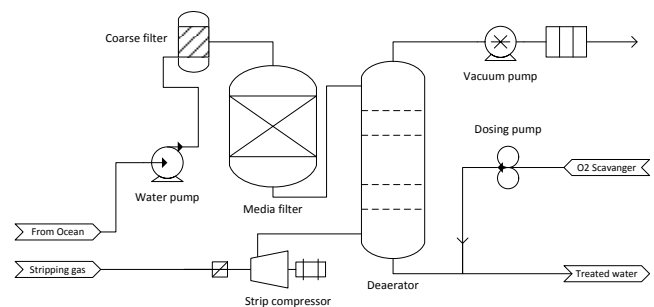 Coarse filter
Vacuum pump
Dosing pump
O2 Scavanger
Water pump
Media filter
From Ocean
Stripping gas
Treated water
Deaerator
Strip compressor